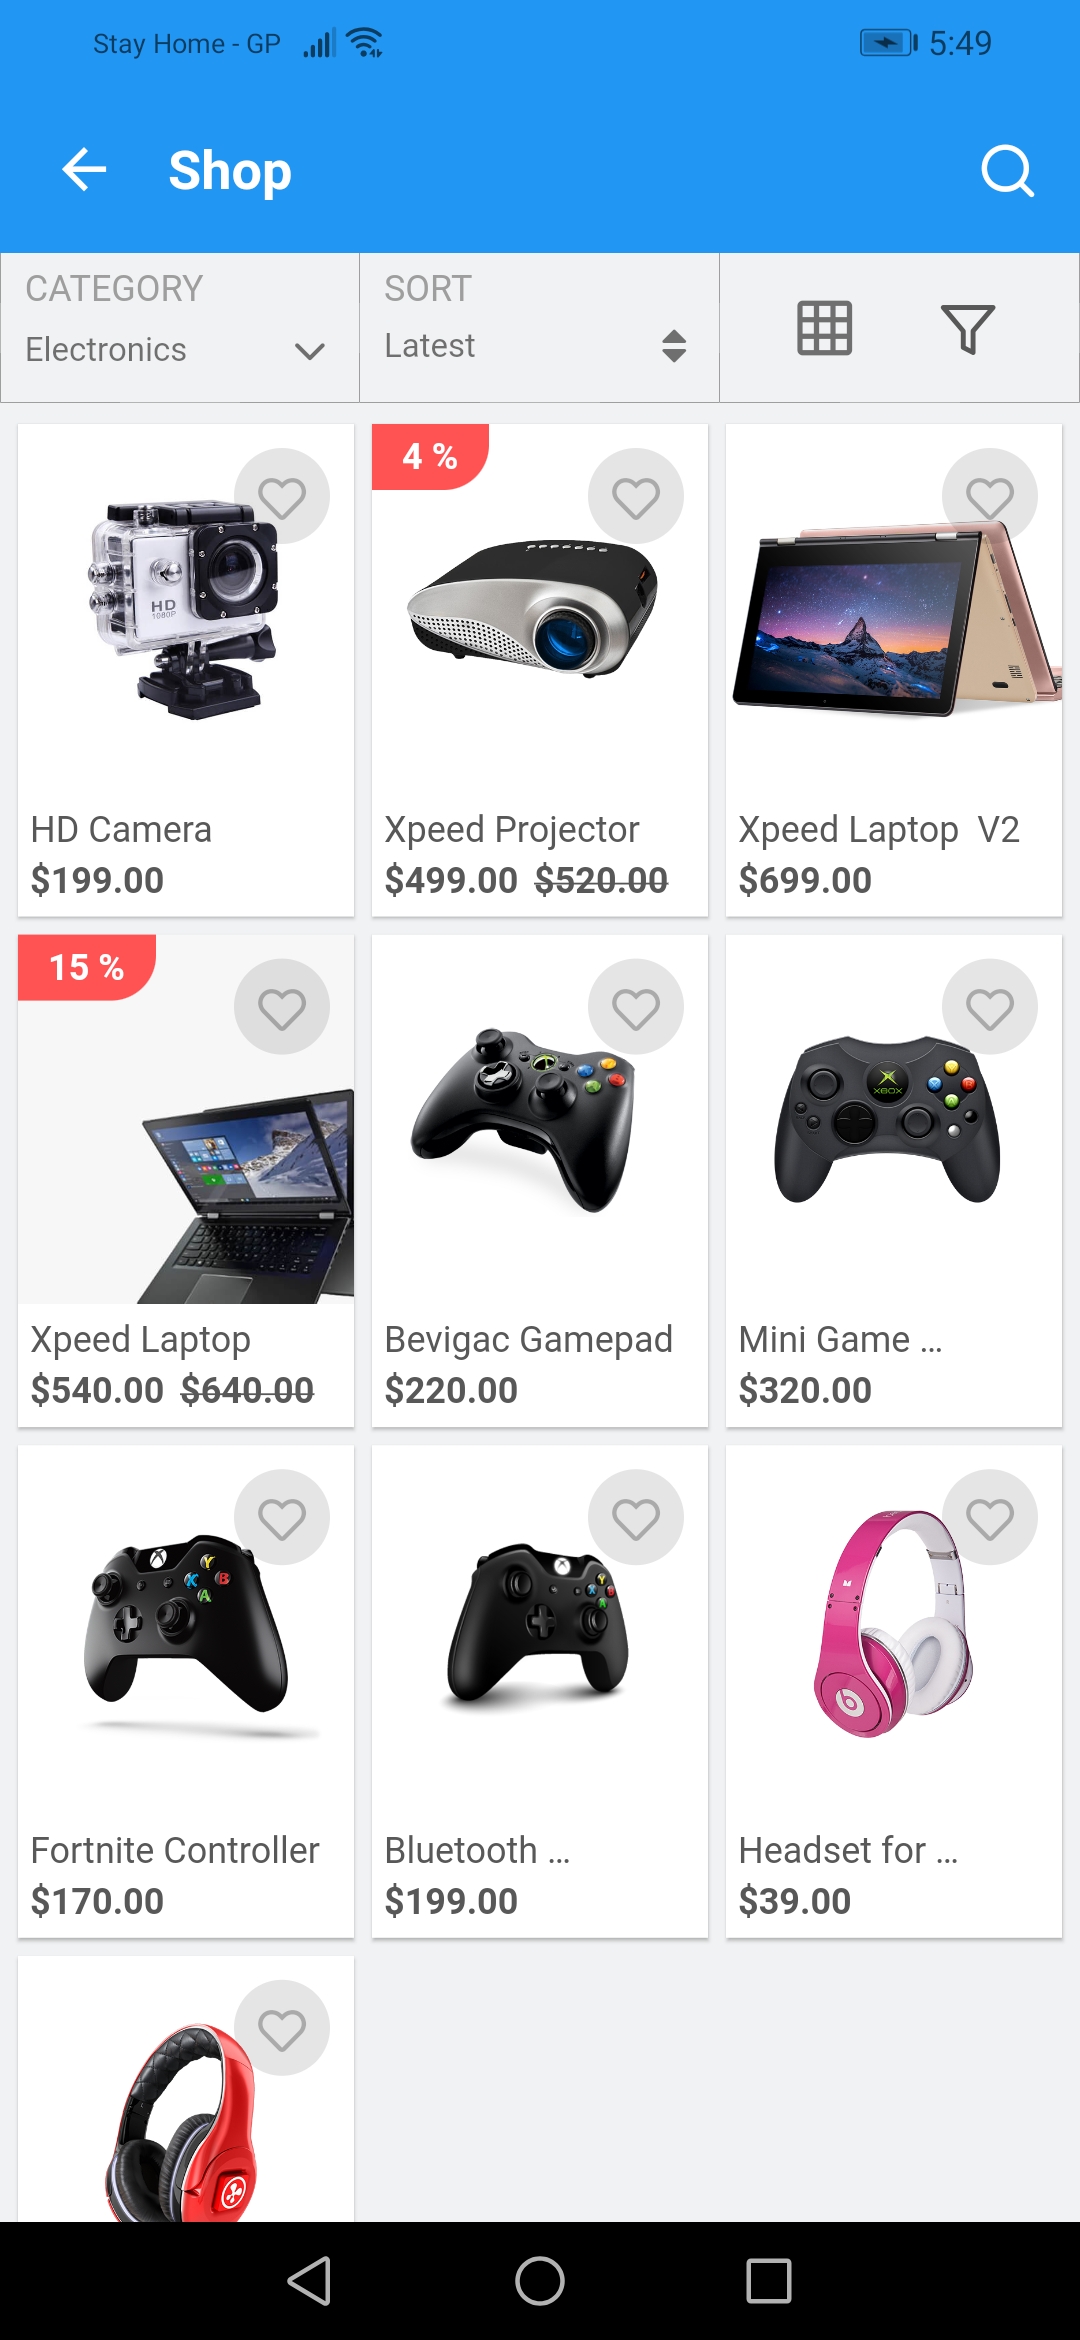 Stay Home - GP
5:49
Shop
CATEGORY
Electronics
SORT
Latest
HD
1080P
HD Camera
$199.00
4 %
Xpeed Projector
$499.00 $520.00
Xpeed Laptop  V2
$699.00
15 %
Xpeed Laptop
$540.00 $640.00
Bevigac Gamepad
$220.00
XBOX
Y
X
B
A
Mini Game ...
$320.00
Y
X
B
A
Fortnite Controller
$170.00
Y
X
B
A
Bluetooth ...
$199.00
b
Headset for ...
$39.00